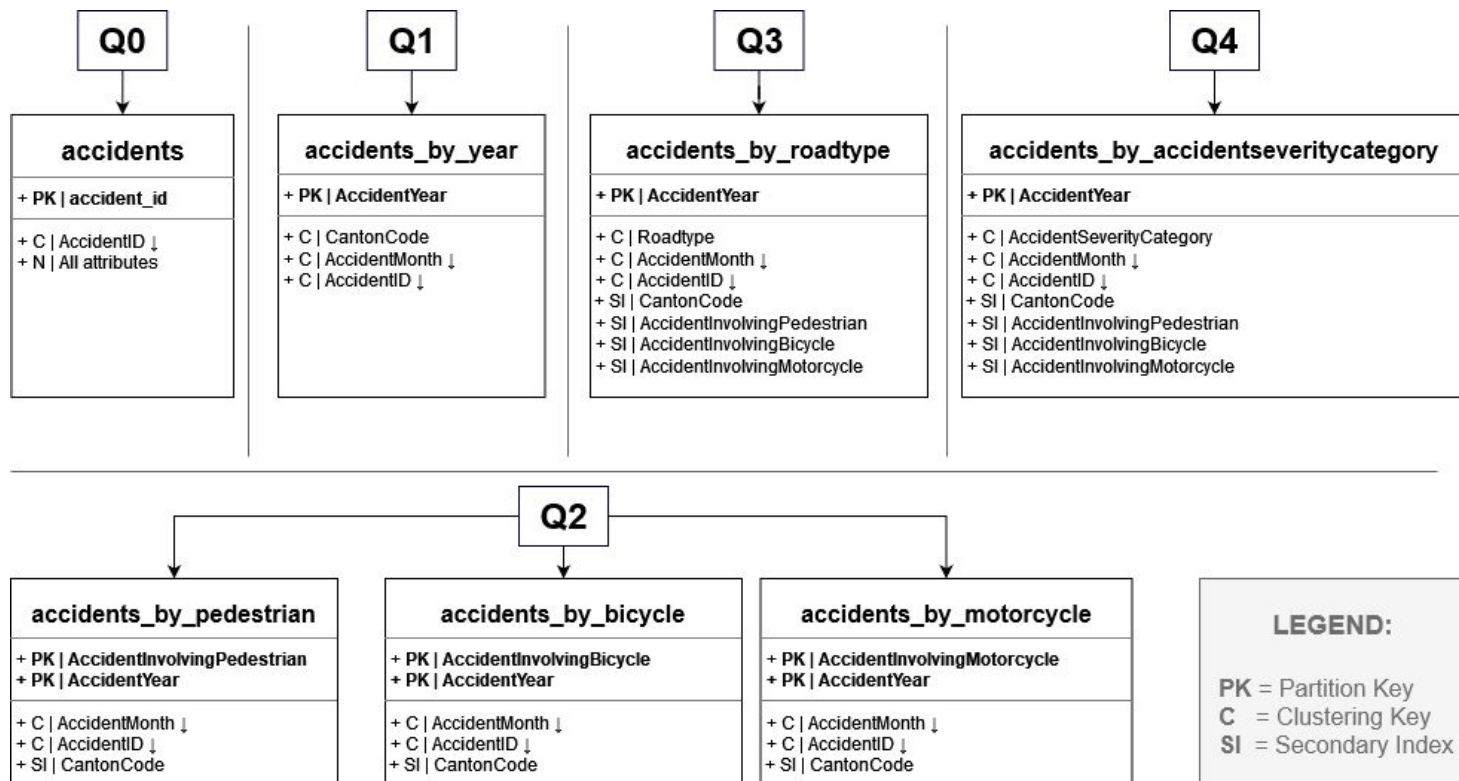 Q0
Q1
Q3
Q4
accidents
+ PK | accident_id
+ C | AccidentID ↓
+ N | All attributes
accidents_by_year
+ PK | AccidentYear
+ C | CantonCode
+ C | AccidentMonth ↓
+ C | AccidentID ↓
accidents_by_roadtype
+ PK | AccidentYear
+ C | Roadtype
+ C | AccidentMonth ↓
+ C | AccidentID ↓
+ SI | CantonCode
+ SI | AccidentInvolvingPedestrian
+ SI | AccidentInvolvingBicycle
+ SI | AccidentInvolvingMotorcycle
accidents_by_accidentseveritycategory
+ PK | AccidentYear
+ C | AccidentSeverityCategory
+ C | AccidentMonth ↓
+ C | AccidentID ↓
+ SI | CantonCode
+ SI | AccidentInvolvingPedestrian
+ SI | AccidentInvolvingBicycle
+ SI | AccidentInvolvingMotorcycle
Q2
accidents_by_pedestrian
+ PK | AccidentInvolvingPedestrian
+ PK | AccidentYear
+ C | AccidentMonth ↓
+ C | AccidentID ↓
+ SI | CantonCode
accidents_by_bicycle
+ PK | AccidentInvolvingBicycle
+ PK | AccidentYear
+ C | AccidentMonth ↓
+ C | AccidentID ↓
+ SI | CantonCode
accidents_by_motorcycle
+ PK | AccidentInvolvingMotorcycle
+ PK | AccidentYear
+ C | AccidentMonth ↓
+ C | AccidentID ↓
+ SI | CantonCode
LEGEND:
PK = Partition Key
C = Clustering Key
SI = Secondary Index